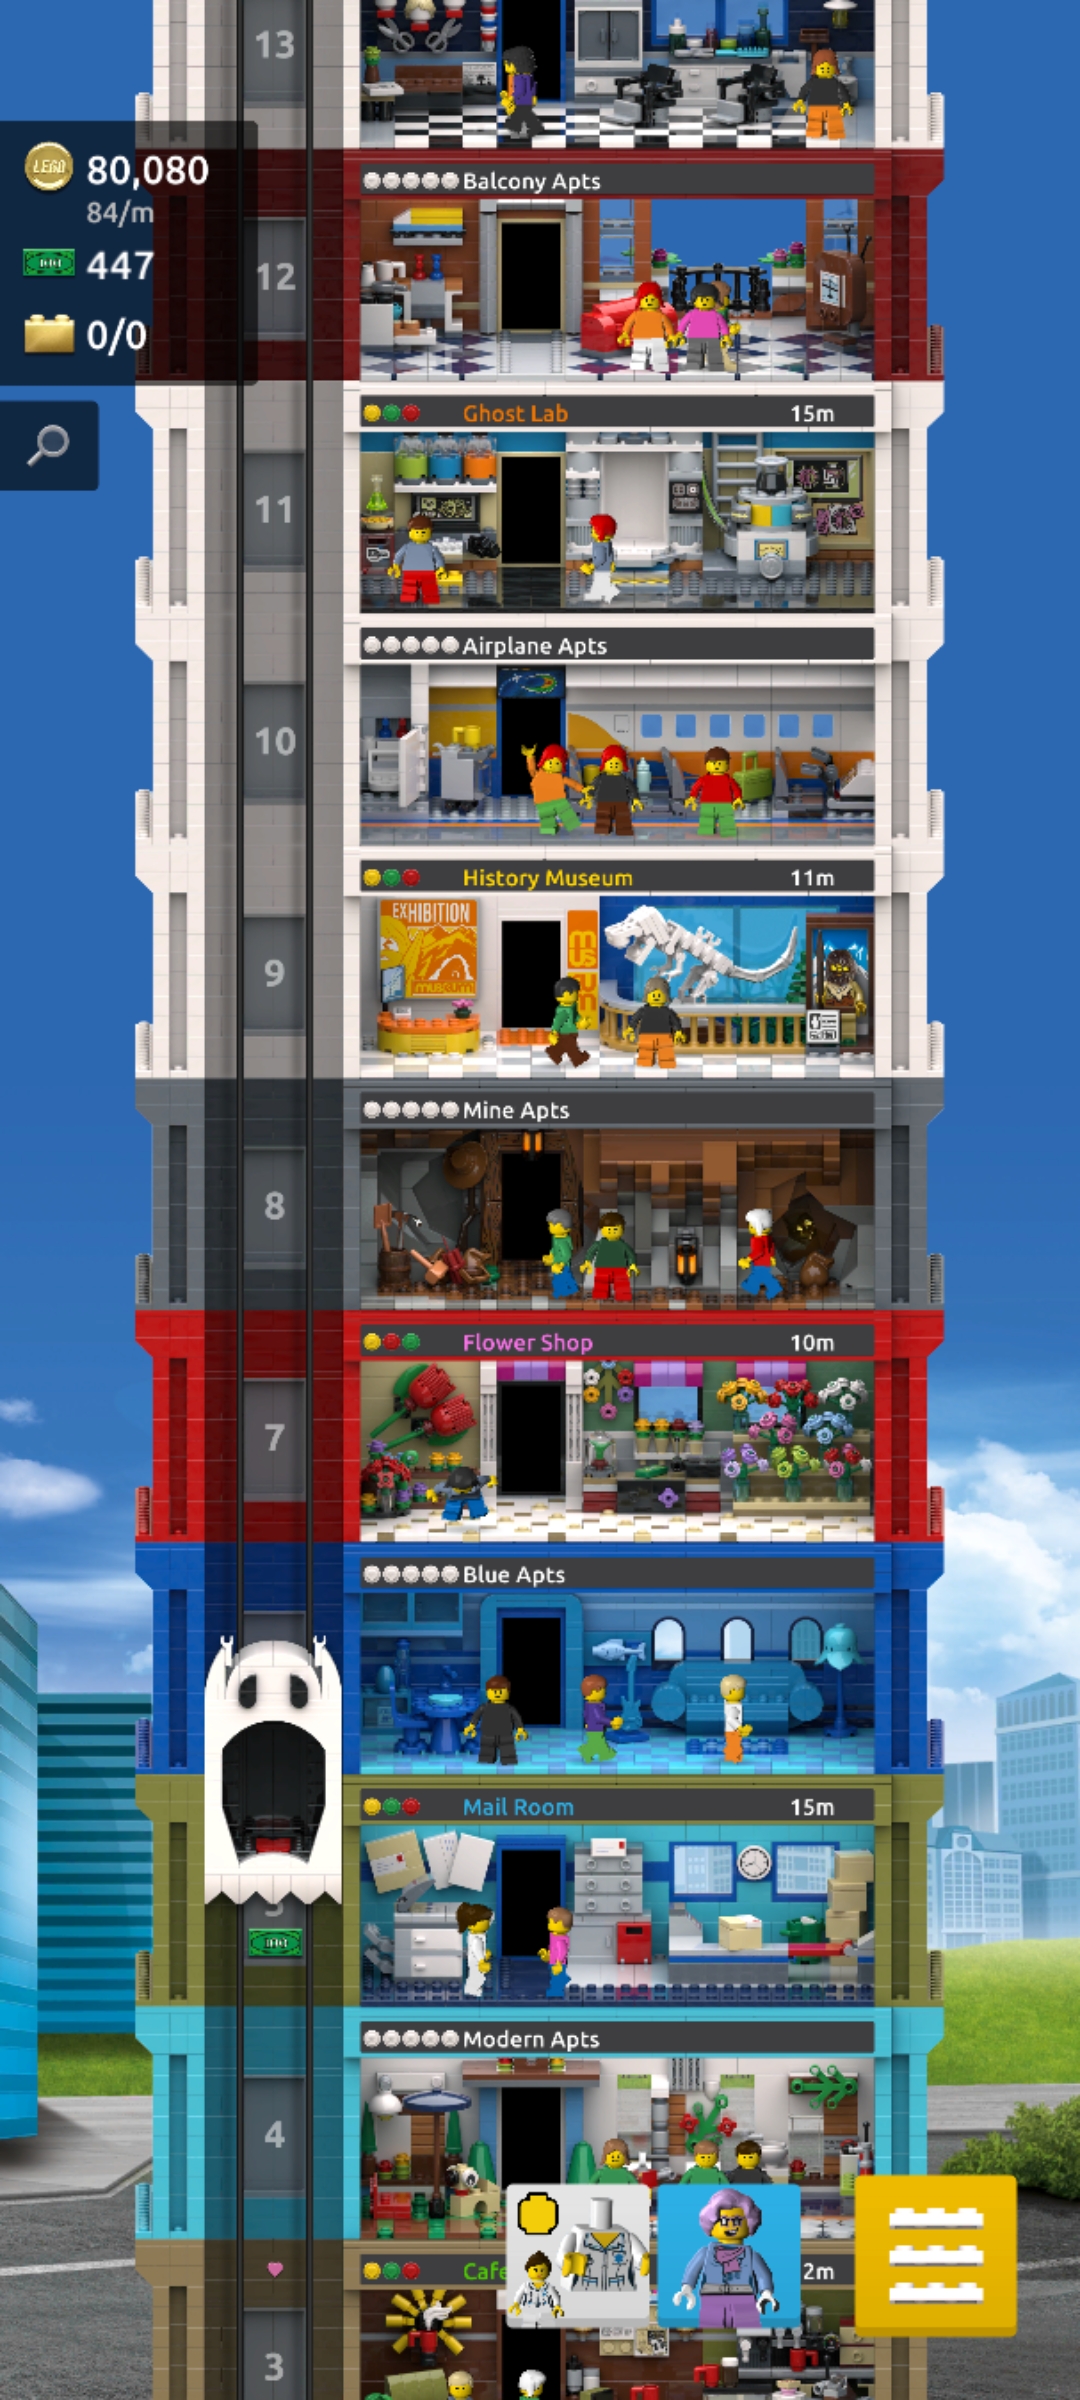 13
LEGO 80,080
84/m
447
0/0
Balcony Apts
12
Ghost Lab 15m
11
Airplane Apts
10
History Museum 11m
EXHIBITION
museum
9
Mine Apts
8
Flower Shop 10m
7
Blue Apts
Mail Room 15m
Modern Apts
4
Cafe 2m
3